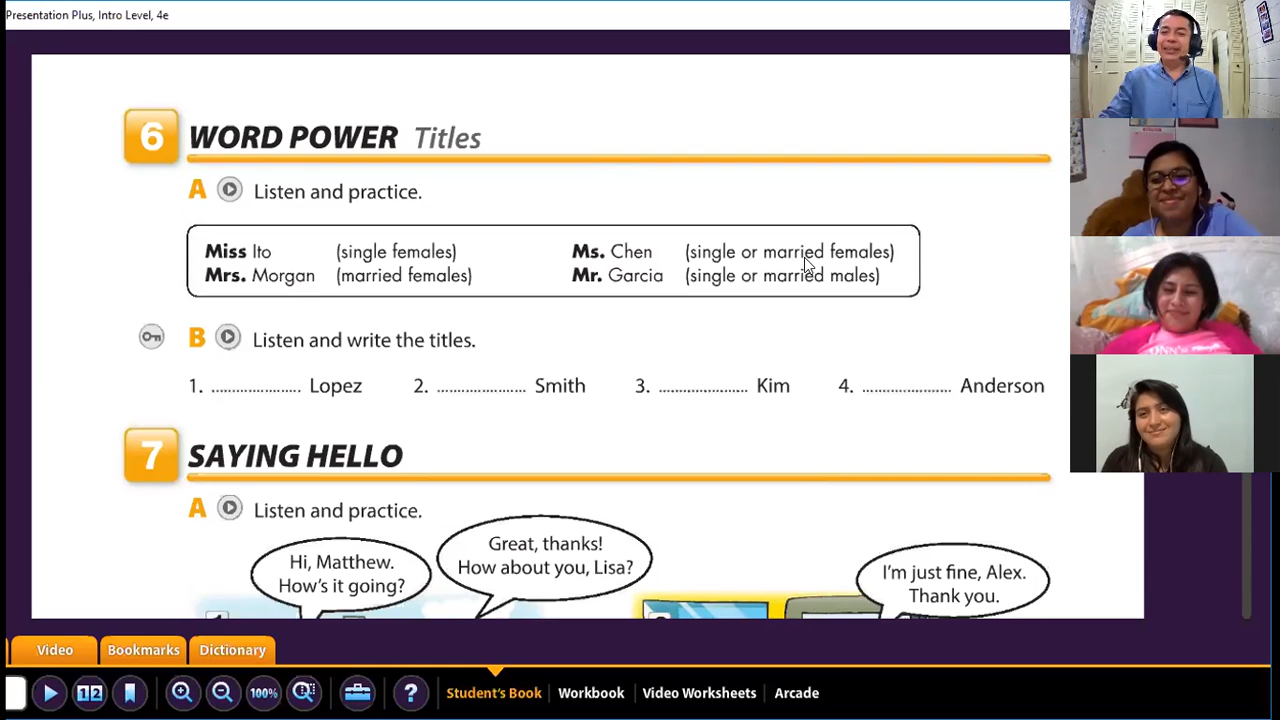 Presentation Plus, Intro Level, 4e
6 WORD POWER Titles
A Listen and practice.
Miss Ito (single females) Ms. Chen (single or married females)
Mrs. Morgan (married females) Mr. Garcia (single or married males)
B Listen and write the titles.
1. ...................... Lopez 2. ...................... Smith 3. ...................... Kim 4. ...................... Anderson
7 SAYING HELLO
A Listen and practice.
Hi, Matthew.
How's it going?
Great, thanks!
How about you, Lisa?
I'm just fine, Alex.
Thank you.
Video Bookmarks Dictionary
12 100% ? Student's Book Workbook Video Worksheets Arcade